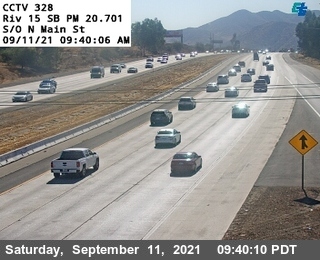 CCTV 328
Riv 15 SB PM 20.701
S/O N Main St
09/11/21 09:40:06 AM
Saturday, September 11, 2021 09:40:10 PDT